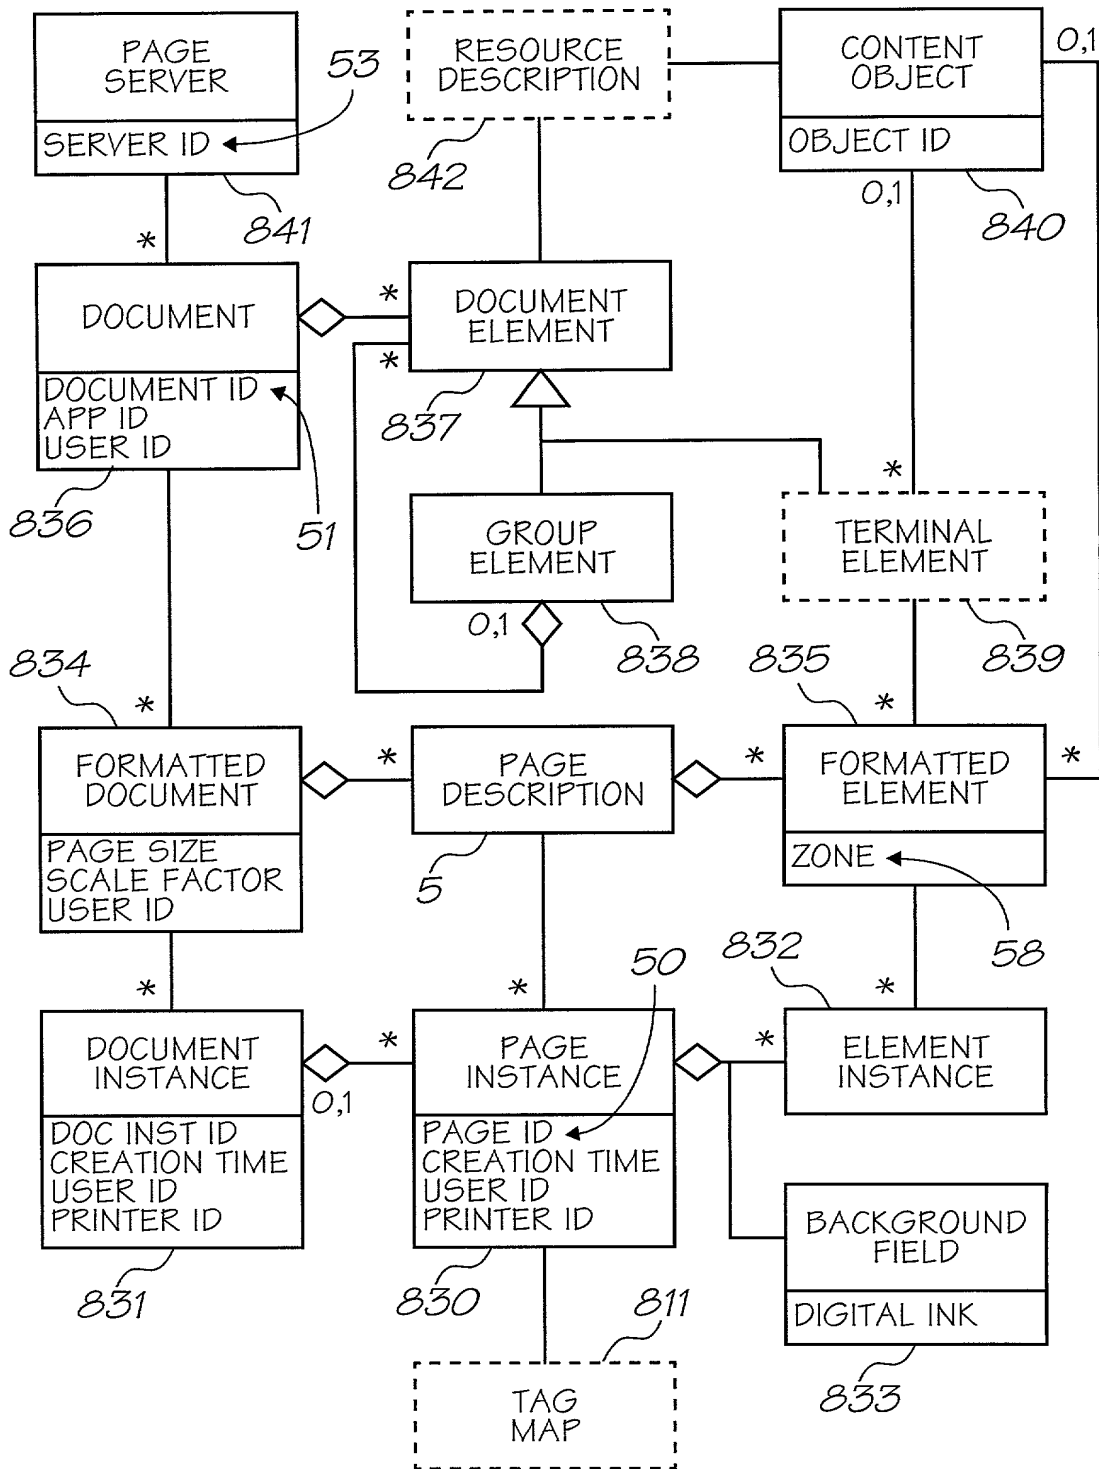 PAGE
SERVER
53
SERVER ID
841
RESOURCE
DESCRIPTION
842
CONTENT
OBJECT
0,1
OBJECT ID
0,1
840
*
DOCUMENT
*
DOCUMENT
ELEMENT
*
837
DOCUMENT ID
APP ID
USER ID
836
51
GROUP
ELEMENT
0,1
838
*
TERMINAL
ELEMENT
839
834
*
FORMATTED
DOCUMENT
*
PAGE
DESCRIPTION
*
5
835
*
FORMATTED
ELEMENT
*
ZONE
58
PAGE SIZE
SCALE FACTOR
USER ID
*
DOCUMENT
INSTANCE
0,1
*
DOC INST ID
CREATION TIME
USER ID
PRINTER ID
831
50
*
PAGE
INSTANCE
*
PAGE ID
CREATION TIME
USER ID
PRINTER ID
830
832
*
ELEMENT
INSTANCE
BACKGROUND
FIELD
DIGITAL INK
833
811
TAG
MAP